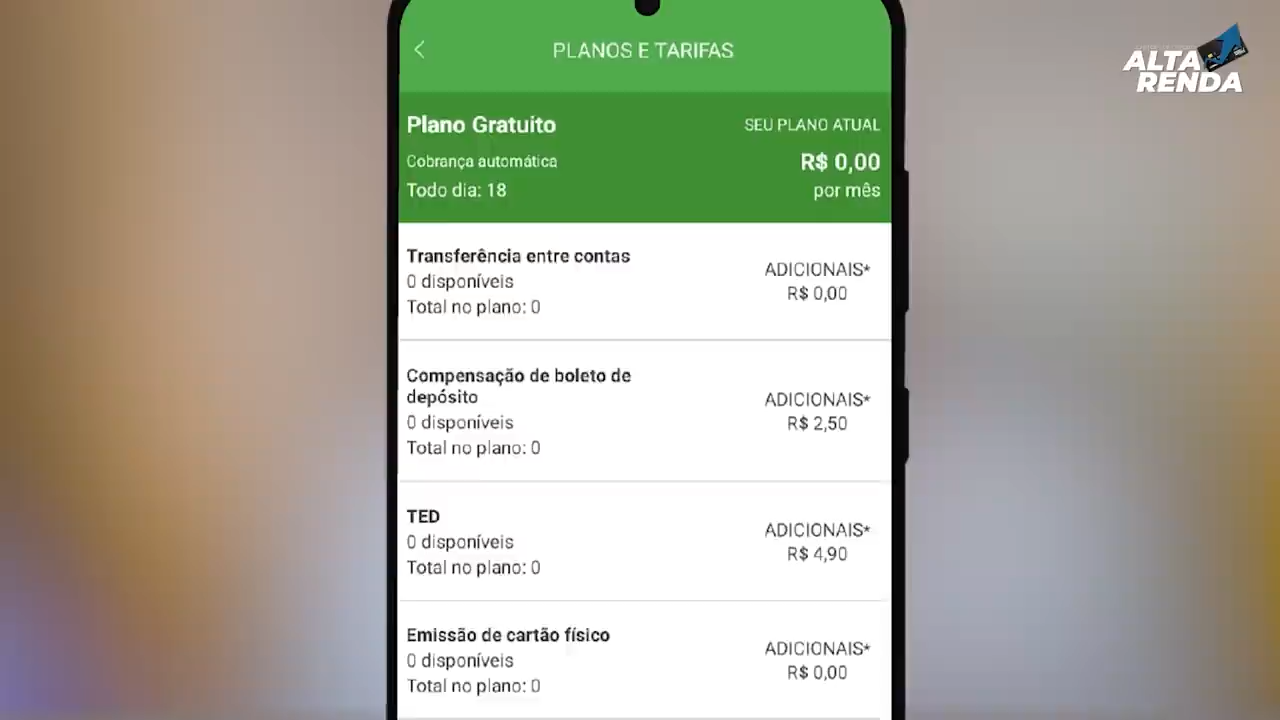 PLANOS E TARIFAS
ALTA
RENDA
Plano Gratuito
SEU PLANO ATUAL
Cobrança automática
R$ 0,00
Todo dia: 18
por mês
Transferência entre contas
0 disponíveis
Total no plano: 0
ADICIONAIS*
R$ 0,00
Compensação de boleto de
depósito
0 disponíveis
Total no plano: 0
ADICIONAIS*
R$ 2,50
TED
0 disponíveis
Total no plano: 0
ADICIONAIS*
R$ 4,90
Emissão de cartão físico
0 disponíveis
Total no plano: 0
ADICIONAIS*
R$ 0,00